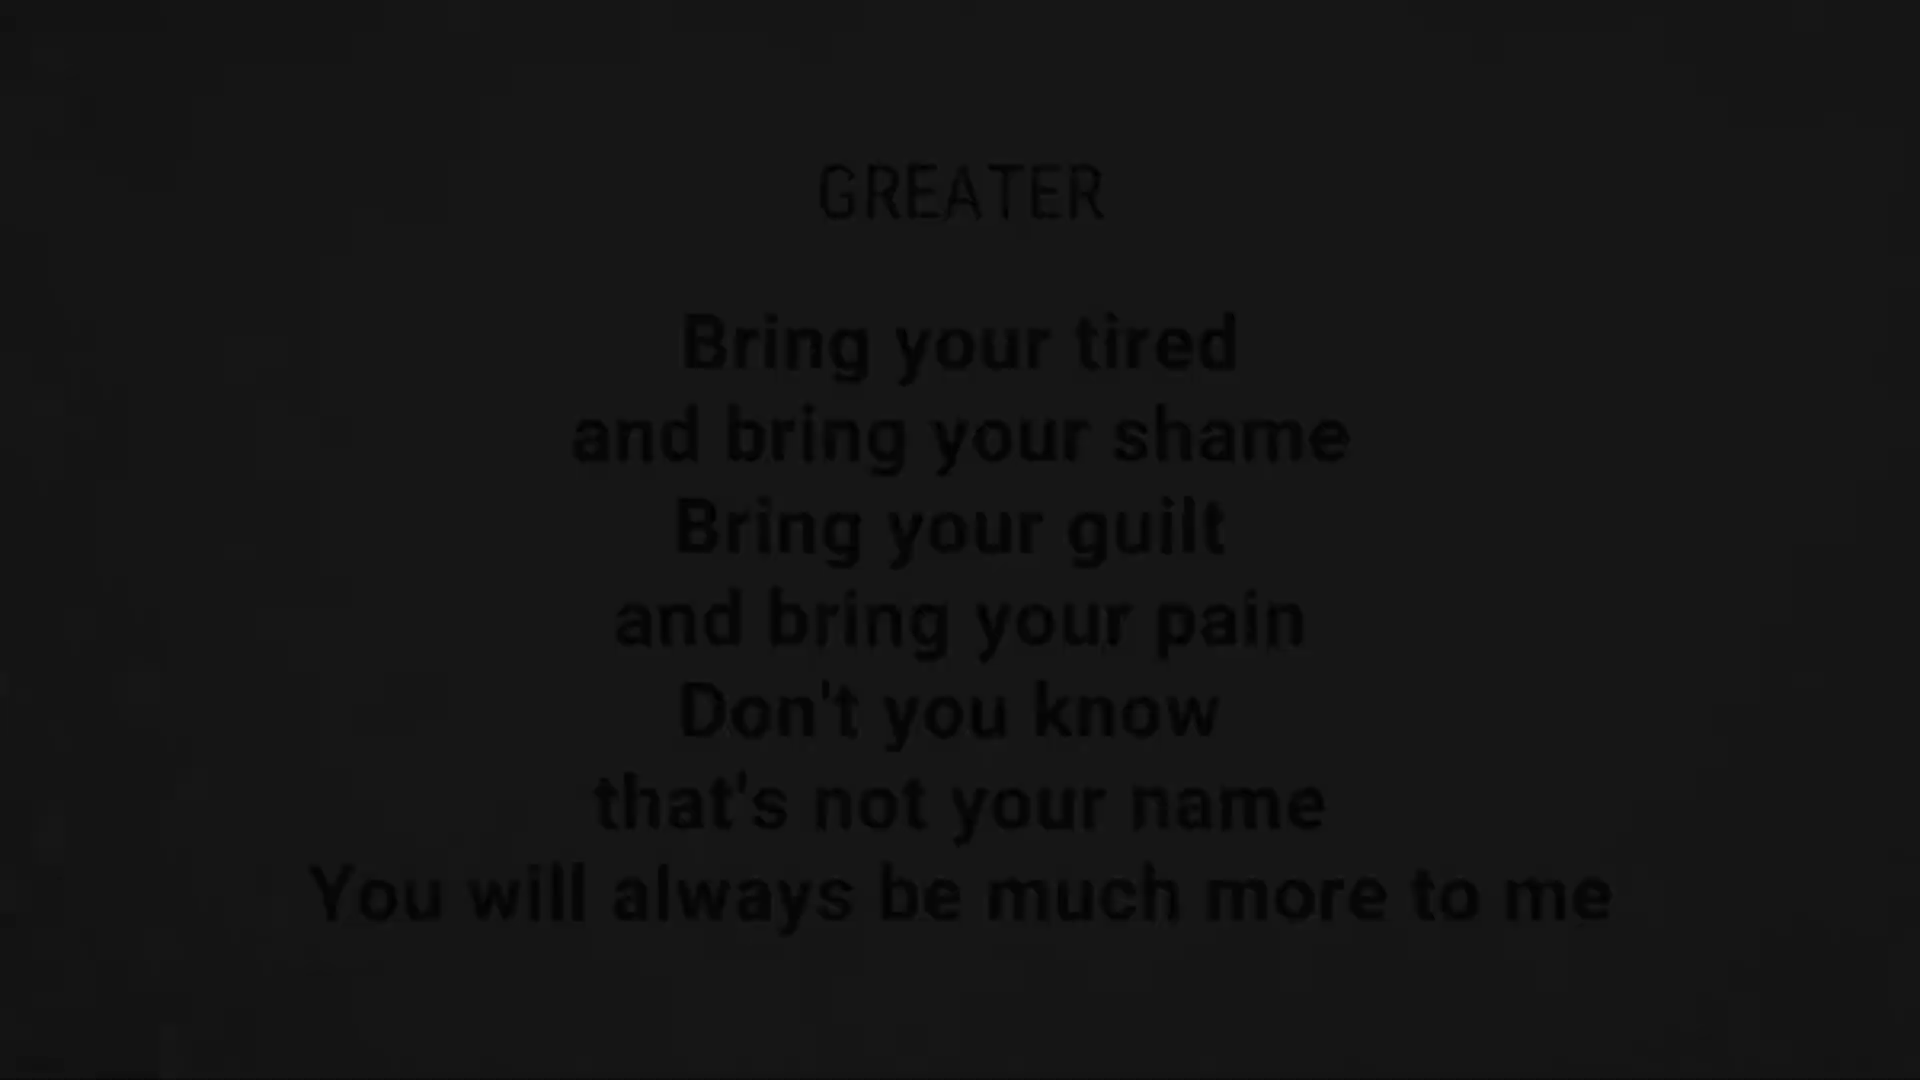 GREATER
Bring your tired
and bring your shame
Bring your guilt
and bring your pain
Don't you know
that's not your name
You will always be much more to me